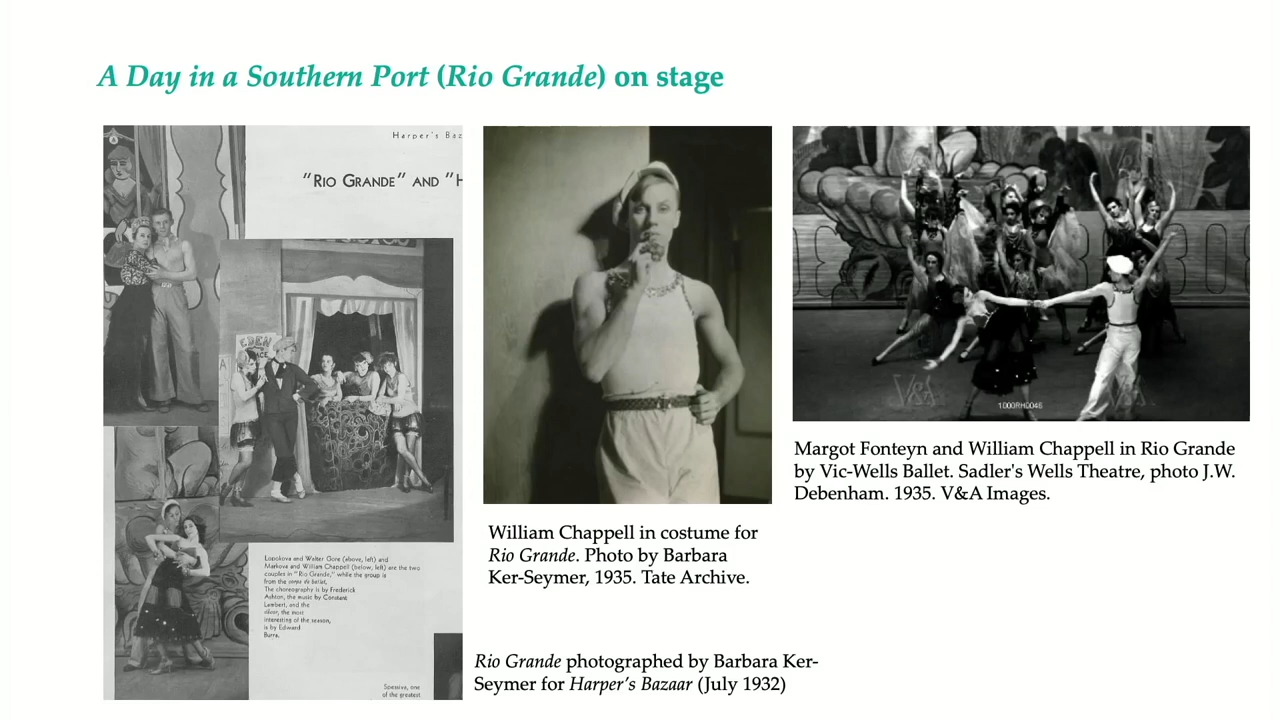 A Day in a Southern Port (Rio Grande) on stage
Harper's Baz
"RIO GRANDE" AND "H
EDEN
Lopokova and Walter Gore (above, left) and
Markova and William Chappell (below, left) are the two
couples in "Rio Grande," while the group is
from the corps de ballet.
The choreography is by Frederick
Ashton, the music by Constant
Lambert, and the
décor, the most
interesting of the season,
is by Edward
Burra.
Spessiva, one
of the greatest
William Chappell in costume for
Rio Grande. Photo by Barbara
Ker-Seymer, 1935. Tate Archive.
Rio Grande photographed by Barbara Ker-
Seymer for Harper's Bazaar (July 1932)
V&A
1000RH0046
Margot Fonteyn and William Chappell in Rio Grande
by Vic-Wells Ballet. Sadler's Wells Theatre, photo J.W.
Debenham. 1935. V&A Images.